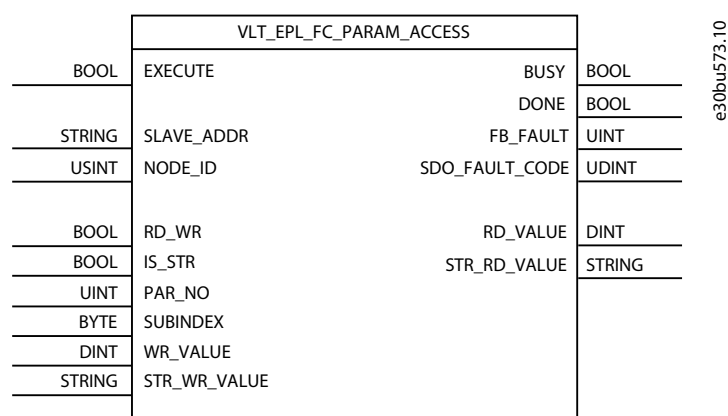 VLT_EPL_FC_PARAM_ACCESS
BOOL EXECUTE BUSY BOOL
DONE BOOL
STRING SLAVE_ADDR FB_FAULT UINT
USINT NODE_ID SDO_FAULT_CODE UDINT
BOOL RD_WR RD_VALUE DINT
BOOL IS_STR STR_RD_VALUE STRING
UINT PAR_NO
BYTE SUBINDEX
DINT WR_VALUE
STRING STR_WR_VALUE
e30bu573.10